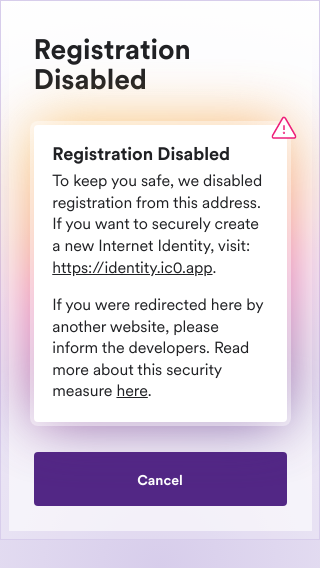 Registration
Disabled
Registration Disabled
To keep you safe, we disabled
registration from this address.
If you want to securely create
a new Internet Identity, visit:
https://identity.ic0.app.
If you were redirected here by
another website, please
inform the developers. Read
more about this security
measure here.
Cancel